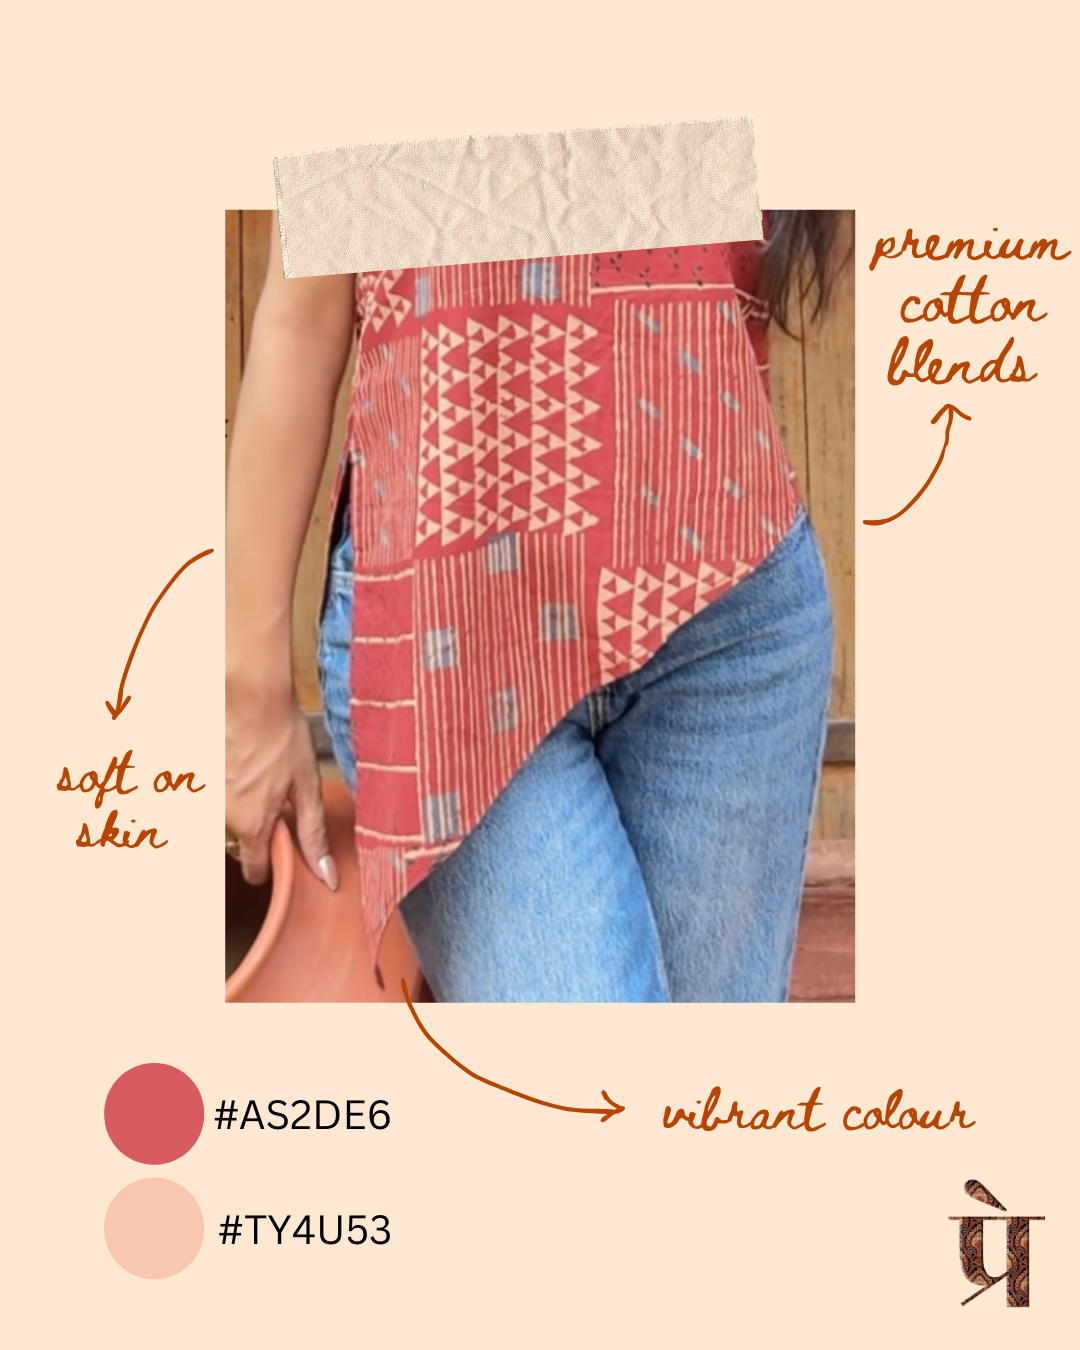 premium
cotton
blends
soft on
skin
vibrant colour
#AS2DE6
#TY4U53
प्रे